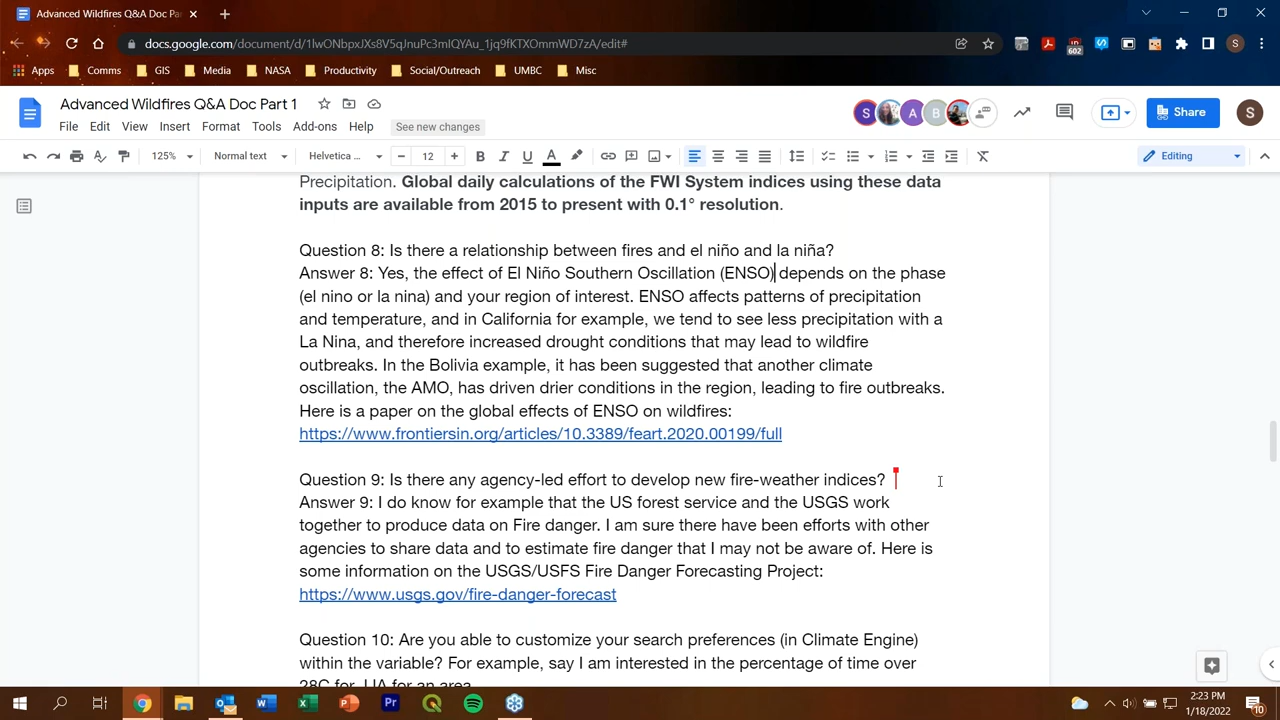 Advanced Wildfires Q&A Doc Pa
docs.google.com/document/d/1lwONbpxJXs8V5qJnuPc3mIQYAu_1jq9fKTXOmmWD7zA/edit#
602
S
Apps
Comms
GIS
Media
NASA
Productivity
Social/Outreach
UMBC
Misc
Advanced Wildfires Q&A Doc Part 1
S
A
B
Share
S
File Edit View Insert Format Tools Add-ons Help See new changes
125% Normal text Helvetica ... 12 B I U A Editing
Precipitation. Global daily calculations of the FWI System indices using these data
inputs are available from 2015 to present with 0.1° resolution.
Question 8: Is there a relationship between fires and el niño and la niña?
Answer 8: Yes, the effect of El Niño Southern Oscillation (ENSO) depends on the phase
(el nino or la nina) and your region of interest. ENSO affects patterns of precipitation
and temperature, and in California for example, we tend to see less precipitation with a
La Nina, and therefore increased drought conditions that may lead to wildfire
outbreaks. In the Bolivia example, it has been suggested that another climate
oscillation, the AMO, has driven drier conditions in the region, leading to fire outbreaks.
Here is a paper on the global effects of ENSO on wildfires:
https://www.frontiersin.org/articles/10.3389/feart.2020.00199/full
Question 9: Is there any agency-led effort to develop new fire-weather indices?
Answer 9: I do know for example that the US forest service and the USGS work
together to produce data on Fire danger. I am sure there have been efforts with other
agencies to share data and to estimate fire danger that I may not be aware of. Here is
some information on the USGS/USFS Fire Danger Forecasting Project:
https://www.usgs.gov/fire-danger-forecast
Question 10: Are you able to customize your search preferences (in Climate Engine)
within the variable? For example, say I am interested in the percentage of time over
28C for JJA for an area
2:23 PM
1/18/2022
10